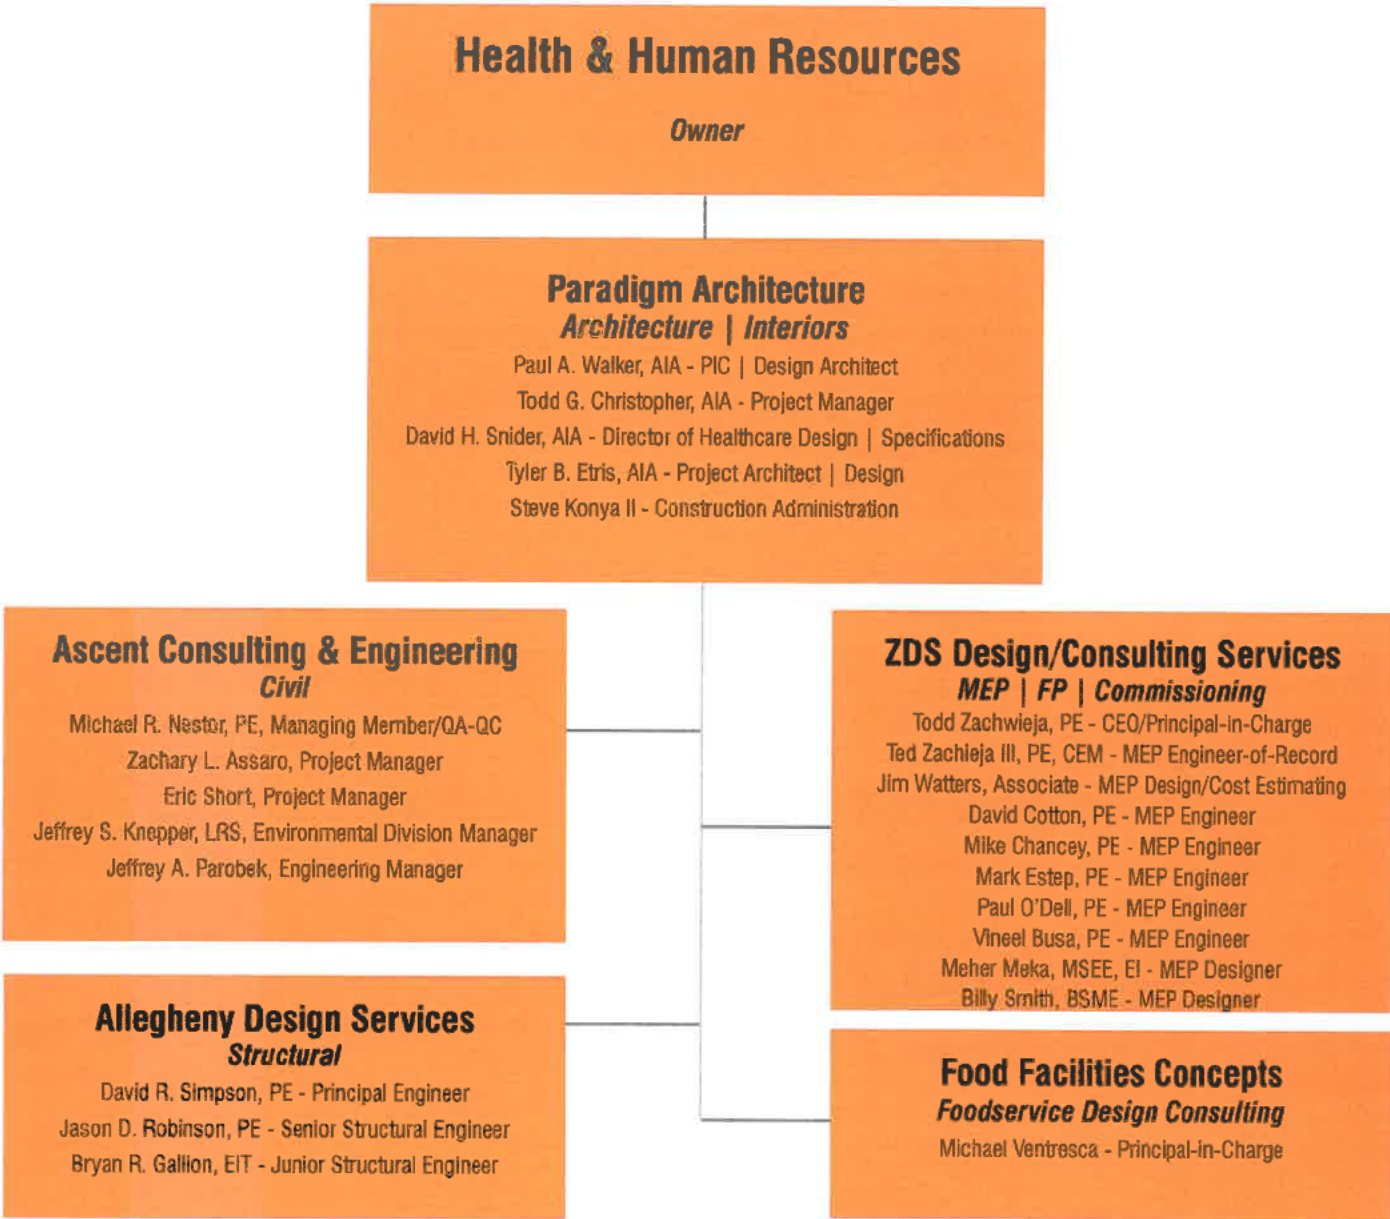 Health & Human Resources
Owner
Paradigm Architecture
Architecture | Interiors
Paul A. Walker, AIA - PIC | Design Architect
Todd G. Christopher, AIA - Project Manager
David H. Snider, AIA - Director of Healthcare Design | Specifications
Tyler B. Etris, AIA - Project Architect | Design
Steve Konya II - Construction Administration
Ascent Consulting & Engineering
Civil
Michael R. Nestor, PE, Managing Member/QA-QC
Zachary L. Assaro, Project Manager
Eric Short, Project Manager
Jeffrey S. Knepper, LRS, Environmental Division Manager
Jeffrey A. Parobek, Engineering Manager
ZDS Design/Consulting Services
MEP | FP | Commissioning
Todd Zachwieja, PE - CEO/Principal-in-Charge
Ted Zachieja III, PE, CEM - MEP Engineer-of-Record
Jim Watters, Associate - MEP Design/Cost Estimating
David Cotton, PE - MEP Engineer
Mike Chancey, PE - MEP Engineer
Mark Estep, PE - MEP Engineer
Paul O'Dell, PE - MEP Engineer
Vineel Busa, PE - MEP Engineer
Meher Meka, MSEE, EI - MEP Designer
Billy Smith, BSME - MEP Designer
Allegheny Design Services
Structural
David R. Simpson, PE - Principal Engineer
Jason D. Robinson, PE - Senior Structural Engineer
Bryan R. Gallion, EIT - Junior Structural Engineer
Food Facilities Concepts
Foodservice Design Consulting
Michael Ventresca - Principal-in-Charge